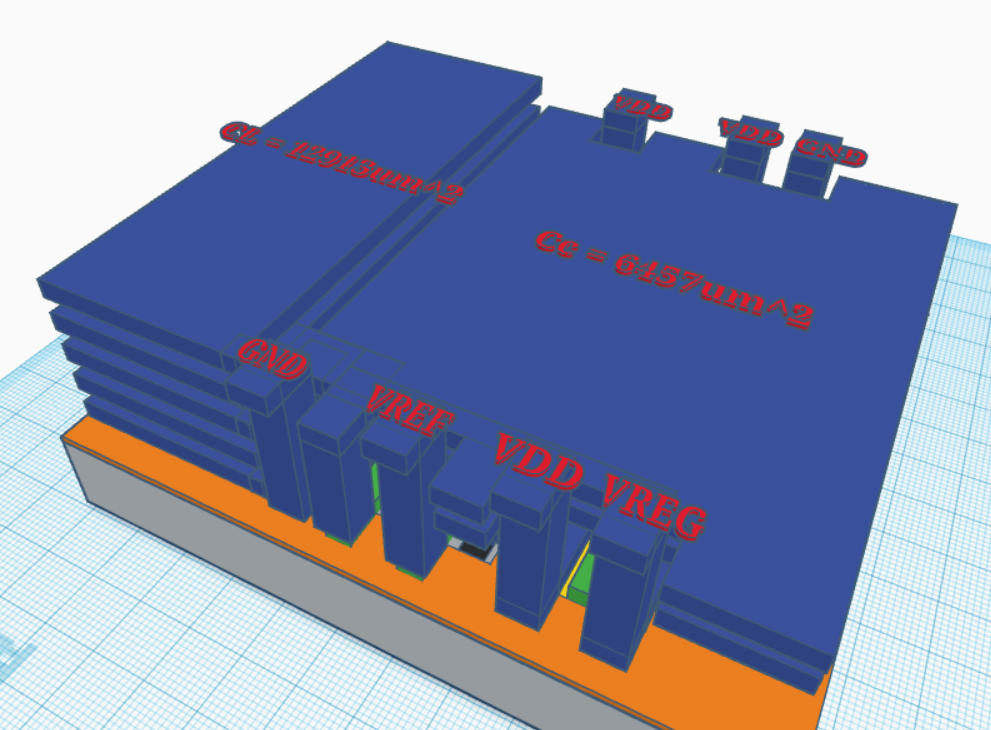 VDD
VDD
GND
CL = 12913um^2
Cc = 6457um^2
GND
VREF
VDD
VREG